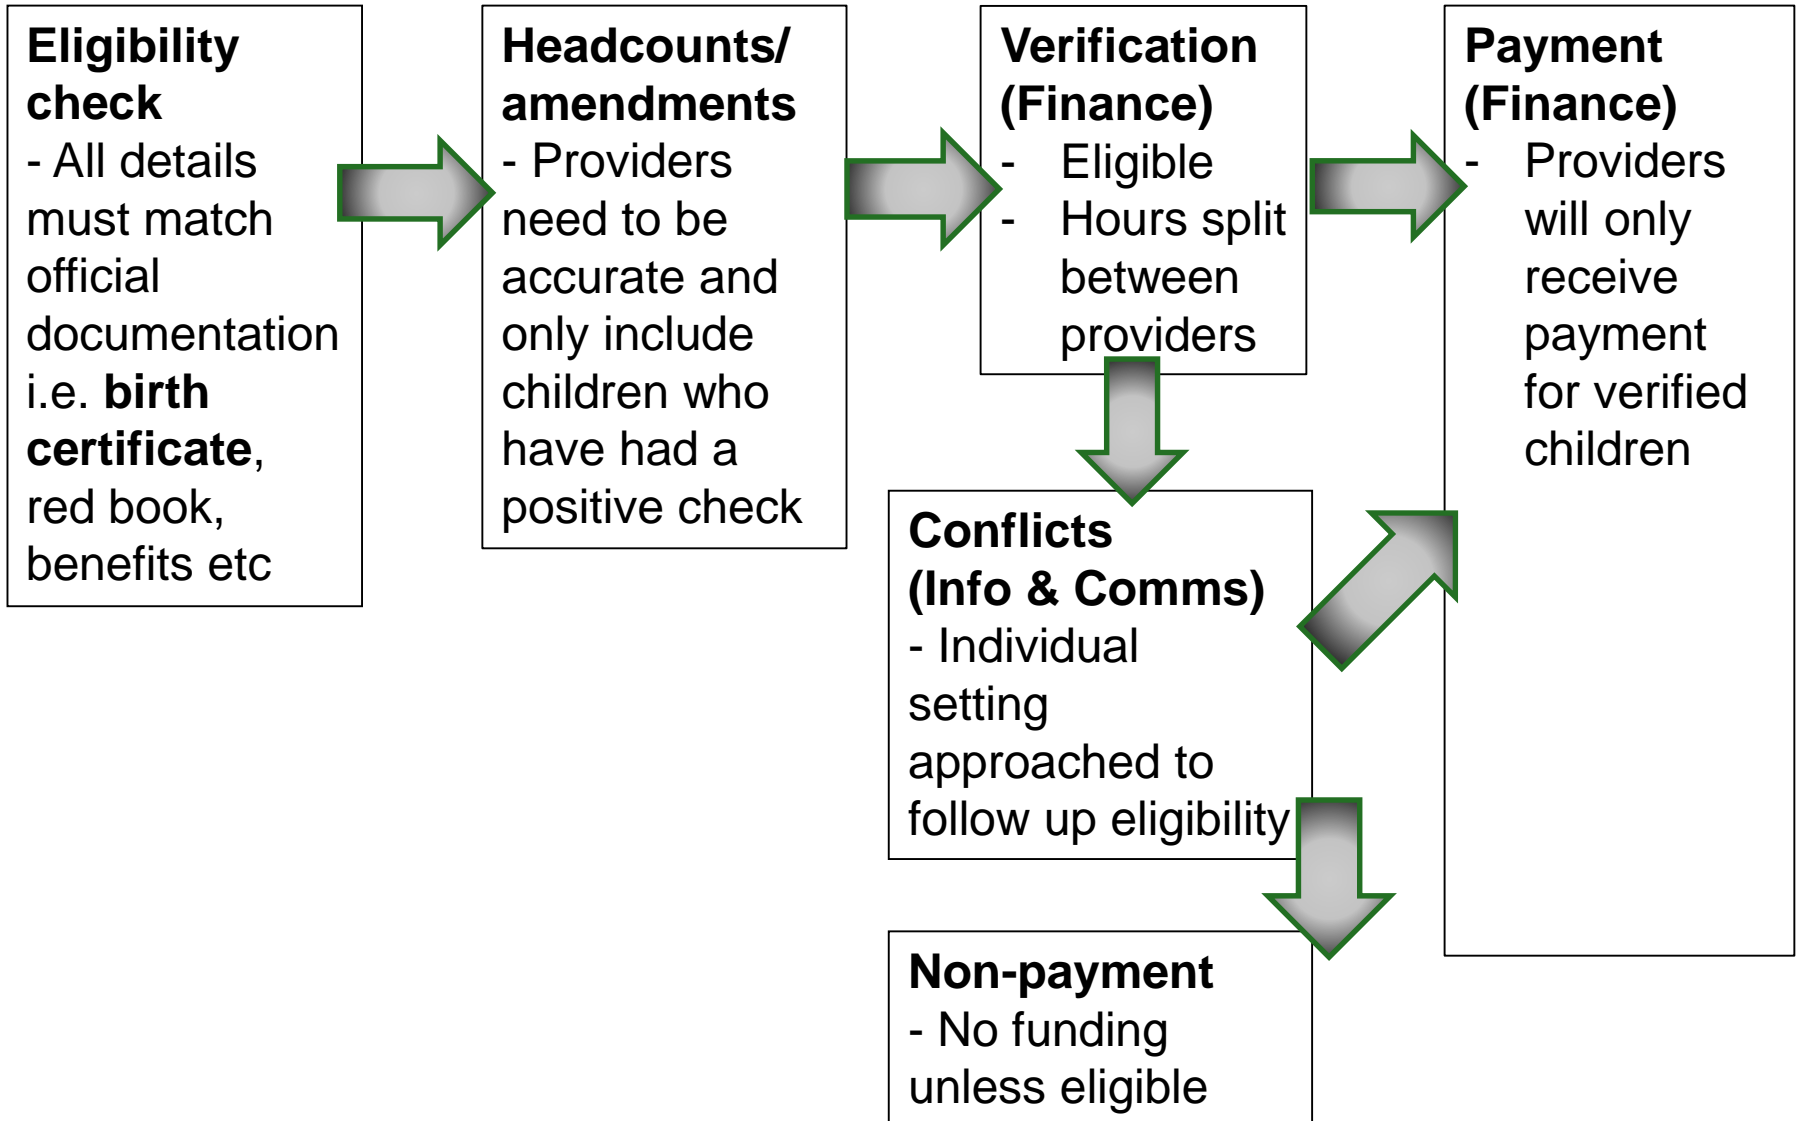 Eligibility
check
- All details
must match
official
documentation
i.e. birth
certificate,
red book,
benefits etc
Headcounts/
amendments
- Providers
need to be
accurate and
only include
children who
have had a
positive check
Verification
(Finance)
- Eligible
- Hours split
between
providers
Payment
(Finance)
- Providers
will only
receive
payment
for verified
children
Conflicts
(Info & Comms)
- Individual
setting
approached to
follow up eligibility
Non-payment
- No funding
unless eligible